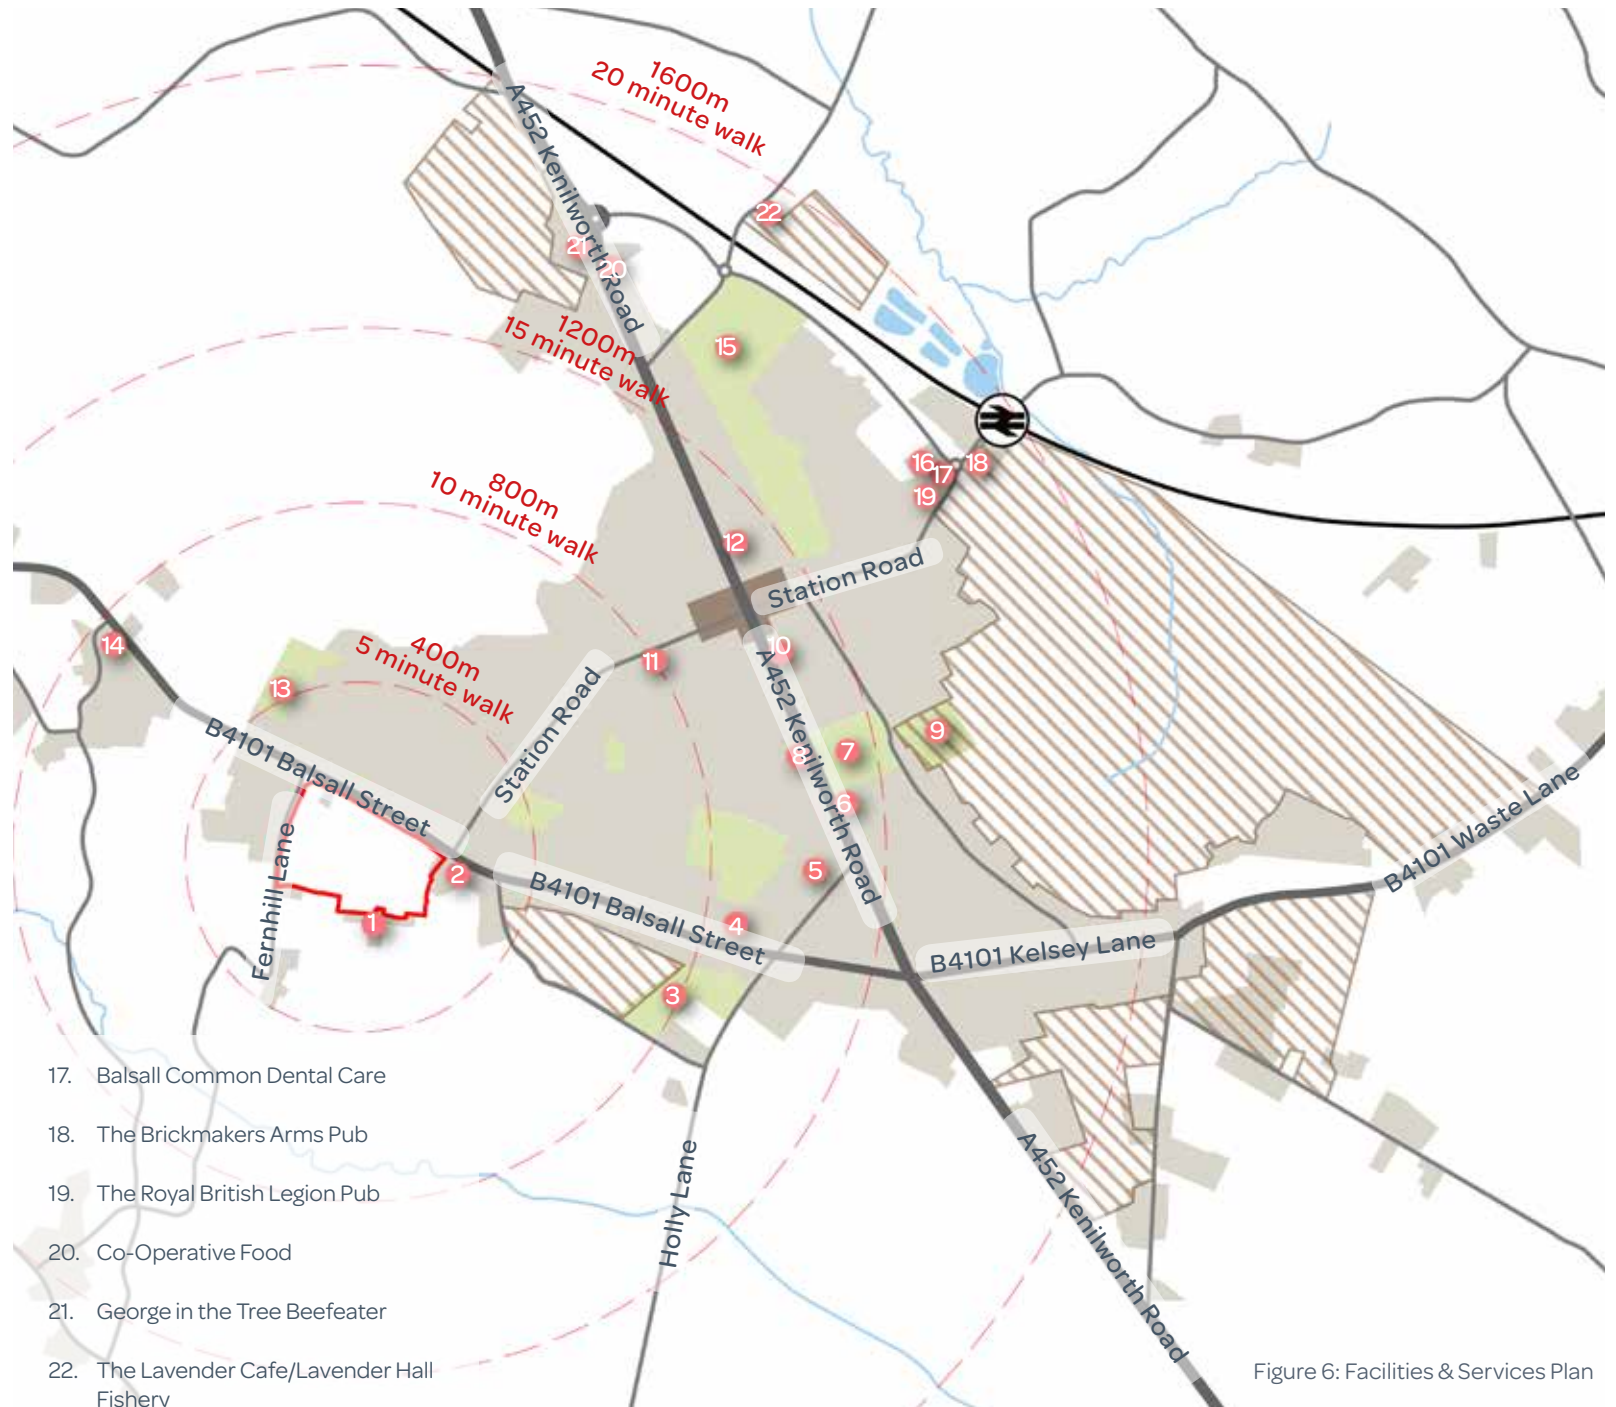 1600m
20 minute walk
A452 Kenilworth Road
22
21
20
1200m
15 minute walk
15
16
17
18
19
800m
10 minute walk
12
Station Road
14
10
11
400m
5 minute walk
13
Station Road
A452 Kenilworth Road
9
7
8
6
B4101 Balsall Street
B4101 Waste Lane
Fernhill Lane
2
5
B4101 Balsall Street
1
4
B4101 Kelsey Lane
3
Holly Lane
A452 Kenilworth Road
17. Balsall Common Dental Care
18. The Brickmakers Arms Pub
19. The Royal British Legion Pub
20. Co-Operative Food
21. George in the Tree Beefeater
22. The Lavender Cafe/Lavender Hall
Fishery
Figure 6: Facilities & Services Plan